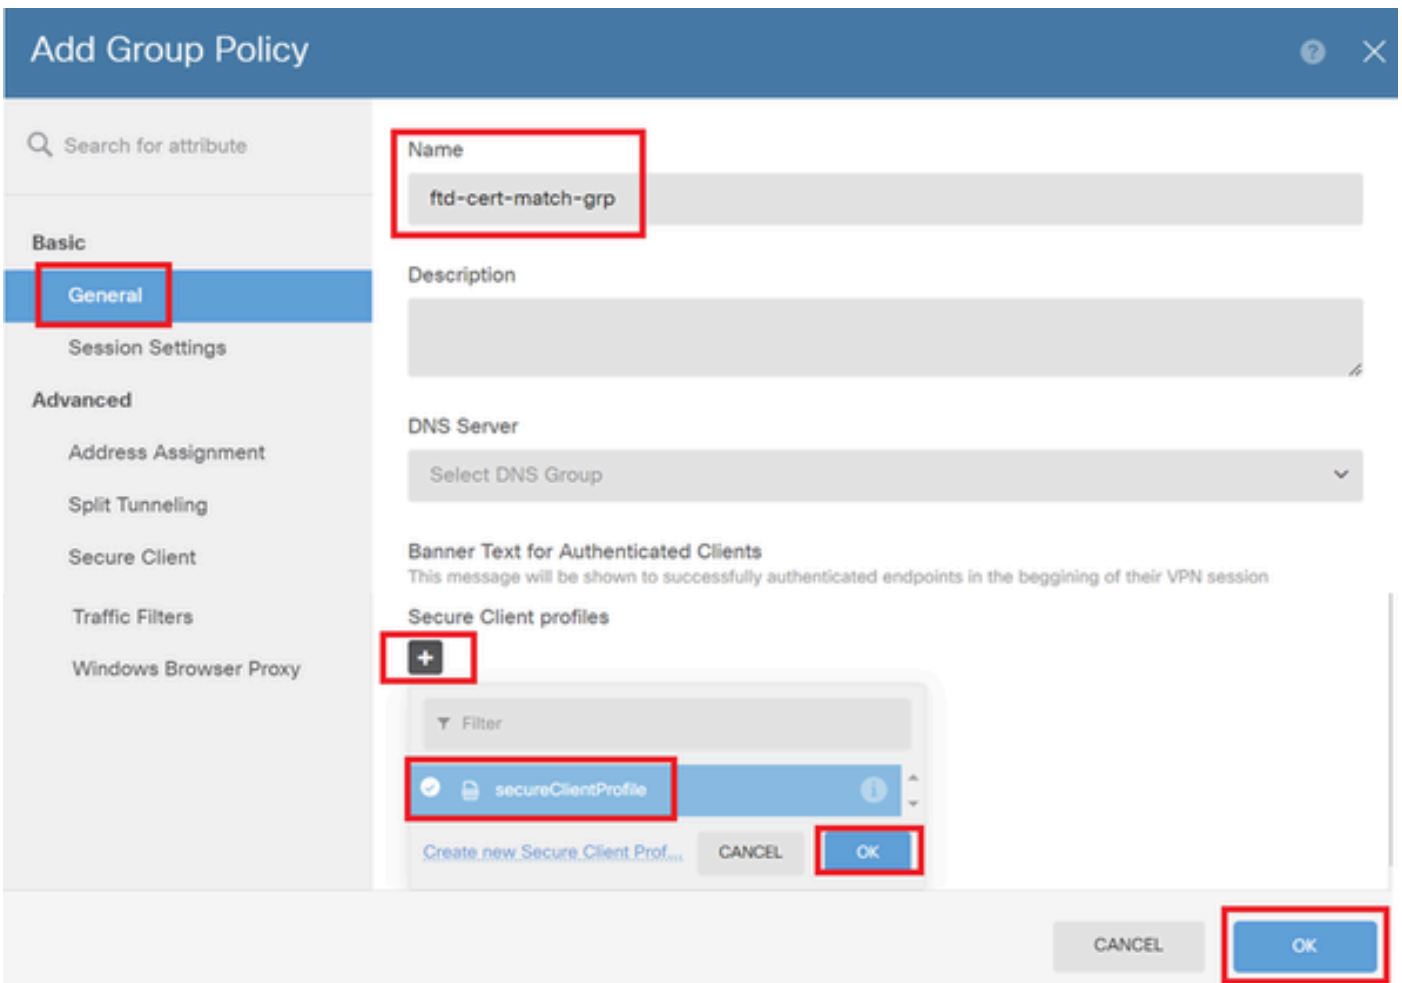 Add Group Policy
Search for attribute
Basic
General
Session Settings
Advanced
Address Assignment
Split Tunneling
Secure Client
Traffic Filters
Windows Browser Proxy
Name
ftd-cert-match-grp
Description
DNS Server
Select DNS Group
Banner Text for Authenticated Clients
This message will be shown to successfully authenticated endpoints in the beggining of their VPN session
Secure Client profiles
Filter
secureClientProfile
Create new Secure Client Prof...
CANCEL
OK
CANCEL
OK